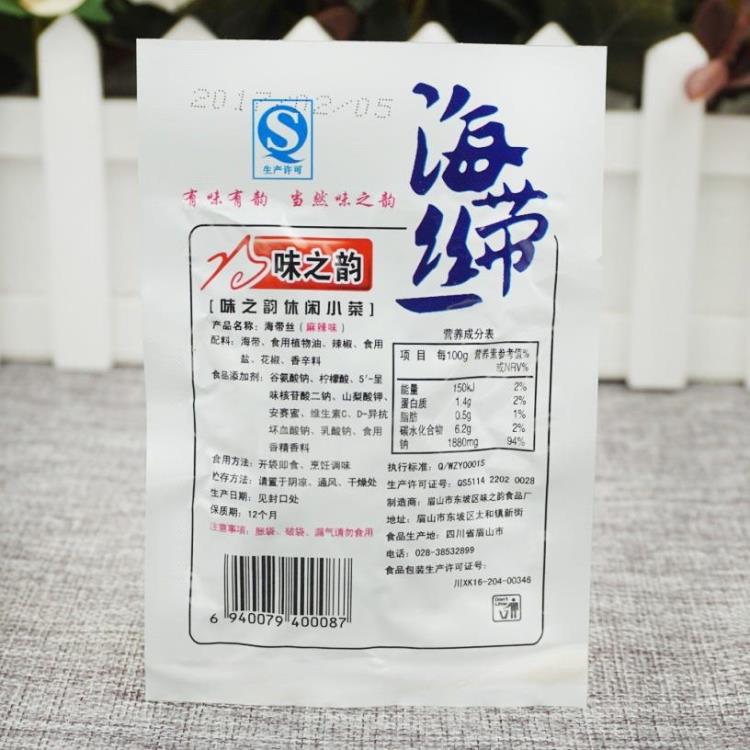 2017/02/05
生产许可
有味有韵 当然味之韵
海带丝
味之韵
[味之韵休闲小菜]
产品名称：海带丝（麻辣味）
配料：海带、食用植物油、辣椒、食用
盐、花椒、香辛料
食品添加剂：谷氨酸钠、柠檬酸、5'-呈
味核苷酸二钠、山梨酸钾、
安赛蜜、维生素C、D-异抗
坏血酸钠、乳酸钠、食用
香精香料
食用方法：开袋即食、烹饪调味
贮存方法：请置于阴凉、通风、干燥处
生产日期：见封口处
保质期：12个月
注意事项：胀袋、破袋、漏气请勿食用
6 940079 400087
营养成分表
项目 每100g 营养素参考值%
或NRV%
能量 150kJ 2%
蛋白质 1.4g 2%
脂肪 0.5g 1%
碳水化合物 6.2g 2%
钠 1880mg 94%
执行标准：Q/WZY0001S
生产许可证号：QS5114 2202 0028
制造商：眉山市东坡区味之韵食品厂
地址：眉山市东坡区太和镇新街
食品生产地：四川省眉山市
电话：028-38532899
食品包装生产许可证号：
川XK16-204-00346
Don't Litter